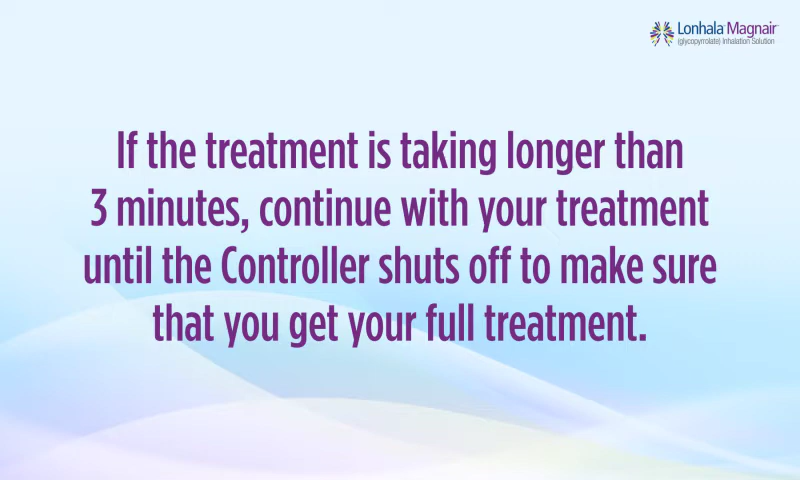 Lonhala Magnair
(glycopyrrolate) Inhalation Solution
If the treatment is taking longer than
3 minutes, continue with your treatment
until the Controller shuts off to make sure
that you get your full treatment.